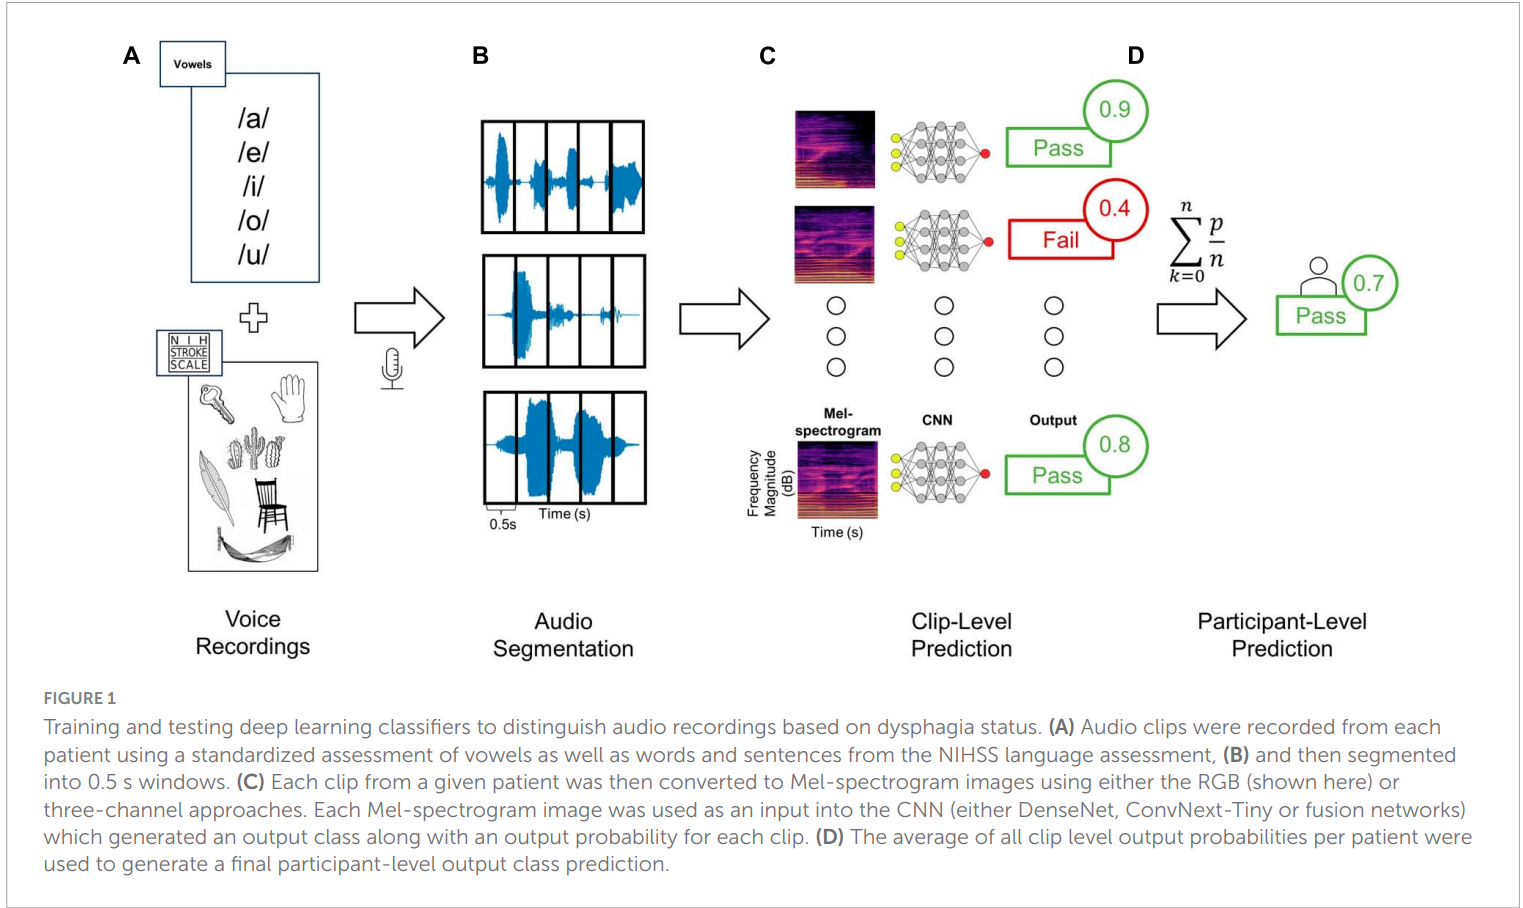 A
Vowels
/a/
/e/
/i/
/o/
/u/
N I H
STROKE
SCALE
Voice
Recordings
B
0.5s
Time (s)
Audio
Segmentation
C
0.9
Pass
0.4
Fail
Mel-
spectrogram
CNN
Output
0.8
Pass
Frequency
Magnitude
(dB)
Time (s)
Clip-Level
Prediction
D
n
∑ p/n
k=0
0.7
Pass
Participant-Level
Prediction
FIGURE 1
Training and testing deep learning classifiers to distinguish audio recordings based on dysphagia status. (A) Audio clips were recorded from each
patient using a standardized assessment of vowels as well as words and sentences from the NIHSS language assessment, (B) and then segmented
into 0.5 s windows. (C) Each clip from a given patient was then converted to Mel-spectrogram images using either the RGB (shown here) or
three-channel approaches. Each Mel-spectrogram image was used as an input into the CNN (either DenseNet, ConvNext-Tiny or fusion networks)
which generated an output class along with an output probability for each clip. (D) The average of all clip level output probabilities per patient were
used to generate a final participant-level output class prediction.